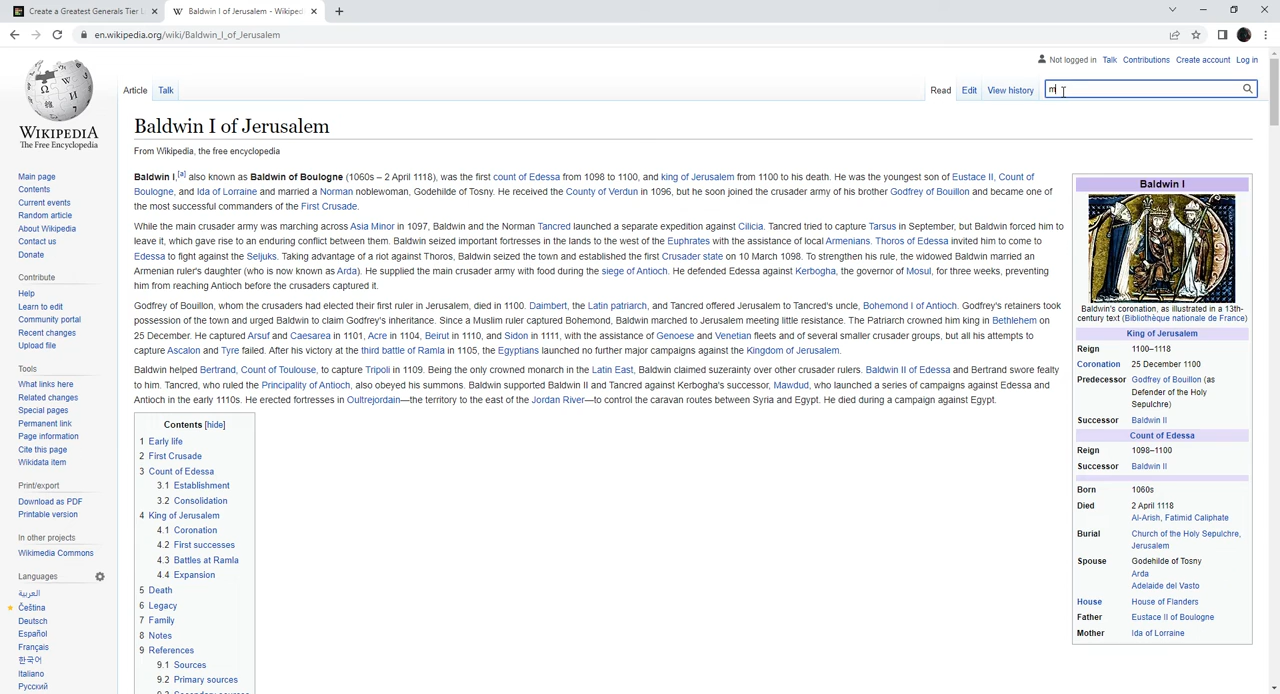 Create a Greatest Generals Tier L
Baldwin I of Jerusalem - Wikiped
en.wikipedia.org/wiki/Baldwin_I_of_Jerusalem
Not logged in Talk Contributions Create account Log in
Article Talk Read Edit View history m
WIKIPEDIA
The Free Encyclopedia
Main page
Contents
Current events
Random article
About Wikipedia
Contact us
Donate
Contribute
Help
Learn to edit
Community portal
Recent changes
Upload file
Tools
What links here
Related changes
Special pages
Permanent link
Page information
Cite this page
Wikidata item
Print/export
Download as PDF
Printable version
In other projects
Wikimedia Commons
Languages
العربية
Čeština
Deutsch
Español
Français
한국어
Italiano
Русский
Baldwin I of Jerusalem
From Wikipedia, the free encyclopedia
Baldwin I,[a] also known as Baldwin of Boulogne (1060s – 2 April 1118), was the first count of Edessa from 1098 to 1100, and king of Jerusalem from 1100 to his death. He was the youngest son of Eustace II, Count of
Boulogne, and Ida of Lorraine and married a Norman noblewoman, Godehilde of Tosny. He received the County of Verdun in 1096, but he soon joined the crusader army of his brother Godfrey of Bouillon and became one of
the most successful commanders of the First Crusade.
While the main crusader army was marching across Asia Minor in 1097, Baldwin and the Norman Tancred launched a separate expedition against Cilicia. Tancred tried to capture Tarsus in September, but Baldwin forced him to
leave it, which gave rise to an enduring conflict between them. Baldwin seized important fortresses in the lands to the west of the Euphrates with the assistance of local Armenians. Thoros of Edessa invited him to come to
Edessa to fight against the Seljuks. Taking advantage of a riot against Thoros, Baldwin seized the town and established the first Crusader state on 10 March 1098. To strengthen his rule, the widowed Baldwin married an
Armenian ruler's daughter (who is now known as Arda). He supplied the main crusader army with food during the siege of Antioch. He defended Edessa against Kerbogha, the governor of Mosul, for three weeks, preventing
him from reaching Antioch before the crusaders captured it.
Godfrey of Bouillon, whom the crusaders had elected their first ruler in Jerusalem, died in 1100. Daimbert, the Latin patriarch, and Tancred offered Jerusalem to Tancred's uncle, Bohemond I of Antioch. Godfrey's retainers took
possession of the town and urged Baldwin to claim Godfrey's inheritance. Since a Muslim ruler captured Bohemond, Baldwin marched to Jerusalem meeting little resistance. The Patriarch crowned him king in Bethlehem on
25 December. He captured Arsuf and Caesarea in 1101, Acre in 1104, Beirut in 1110, and Sidon in 1111, with the assistance of Genoese and Venetian fleets and of several smaller crusader groups, but all his attempts to
capture Ascalon and Tyre failed. After his victory at the third battle of Ramla in 1105, the Egyptians launched no further major campaigns against the Kingdom of Jerusalem.
Baldwin helped Bertrand, Count of Toulouse, to capture Tripoli in 1109. Being the only crowned monarch in the Latin East, Baldwin claimed suzerainty over other crusader rulers. Baldwin II of Edessa and Bertrand swore fealty
to him. Tancred, who ruled the Principality of Antioch, also obeyed his summons. Baldwin supported Baldwin II and Tancred against Kerbogha's successor, Mawdud, who launched a series of campaigns against Edessa and
Antioch in the early 1110s. He erected fortresses in Oultrejordain—the territory to the east of the Jordan River—to control the caravan routes between Syria and Egypt. He died during a campaign against Egypt.
Contents [hide]
1 Early life
2 First Crusade
3 Count of Edessa
3.1 Establishment
3.2 Consolidation
4 King of Jerusalem
4.1 Coronation
4.2 First successes
4.3 Battles at Ramla
4.4 Expansion
5 Death
6 Legacy
7 Family
8 Notes
9 References
9.1 Sources
9.2 Primary sources
9.3 Secondary sources
Baldwin I
Baldwin's coronation, as illustrated in a 13th-
century text (Bibliothèque nationale de France)
King of Jerusalem
Reign 1100–1118
Coronation 25 December 1100
Predecessor Godfrey of Bouillon (as
Defender of the Holy
Sepulchre)
Successor Baldwin II
Count of Edessa
Reign 1098–1100
Successor Baldwin II
Born 1060s
Died 2 April 1118
Al-Arish, Fatimid Caliphate
Burial Church of the Holy Sepulchre,
Jerusalem
Spouse Godehilde of Tosny
Arda
Adelaide del Vasto
House House of Flanders
Father Eustace II of Boulogne
Mother Ida of Lorraine